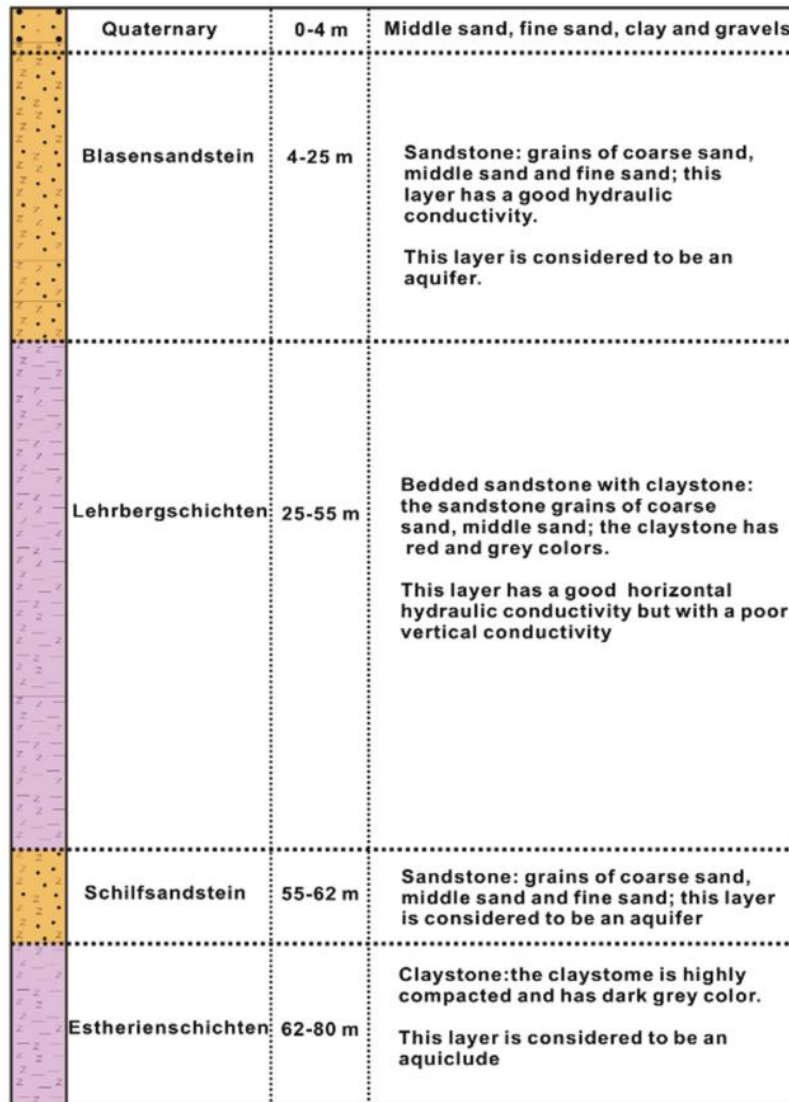 Quaternary 0-4 m Middle sand, fine sand, clay and gravels
Blasensandstein 4-25 m Sandstone: grains of coarse sand,
middle sand and fine sand; this
layer has a good hydraulic
conductivity.
This layer is considered to be an
aquifer.
Lehrbergschichten 25-55 m Bedded sandstone with claystone:
the sandstone grains of coarse
sand, middle sand; the claystone has
red and grey colors.
This layer has a good horizontal
hydraulic conductivity but with a poor
vertical conductivity
Schilfsandstein 55-62 m Sandstone: grains of coarse sand,
middle sand and fine sand; this layer
is considered to be an aquifer
Estherienschichten 62-80 m Claystone:the claystome is highly
compacted and has dark grey color.
This layer is considered to be an
aquiclude